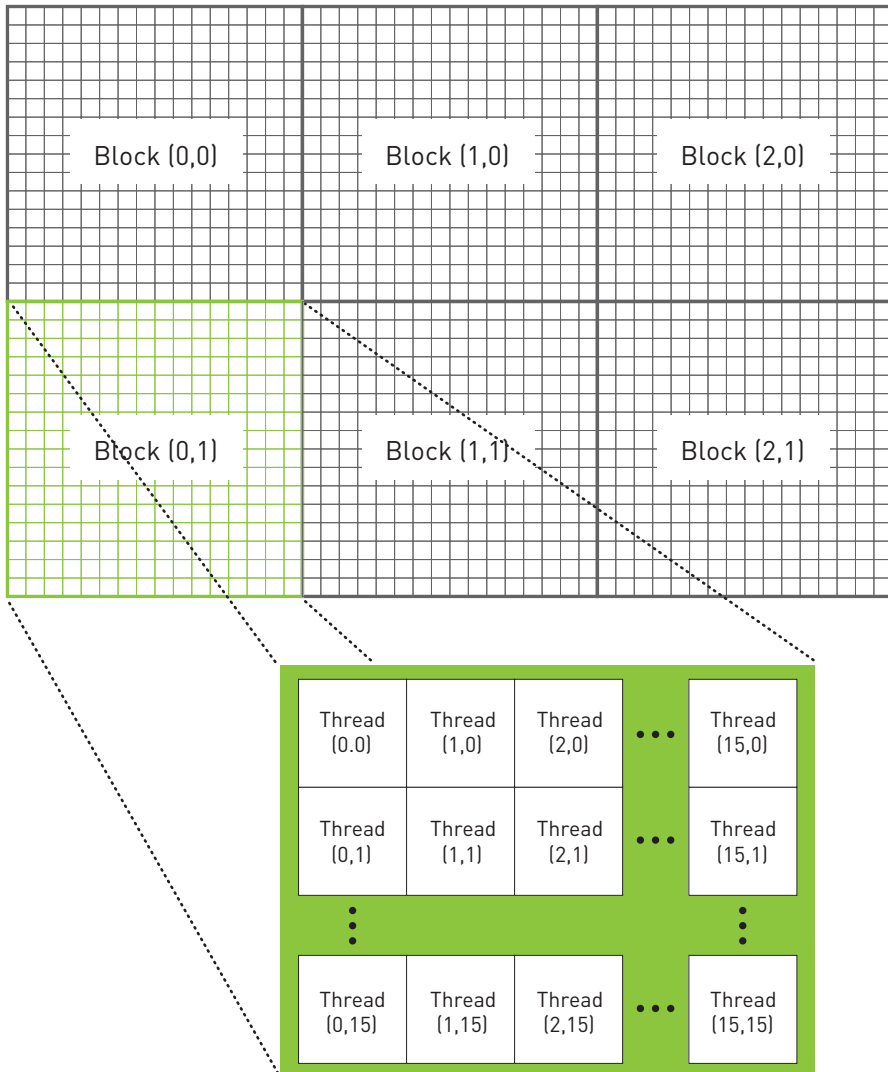 Block (0,0)
Block (1,0)
Block (2,0)
Block (0,1)
Block (1,1)
Block (2,1)
Thread
(0.0)
Thread
(1,0)
Thread
(2,0)
Thread
(15,0)
Thread
(0,1)
Thread
(1,1)
Thread
(2,1)
Thread
(15,1)
Thread
(0,15)
Thread
(1,15)
Thread
(2,15)
Thread
(15,15)